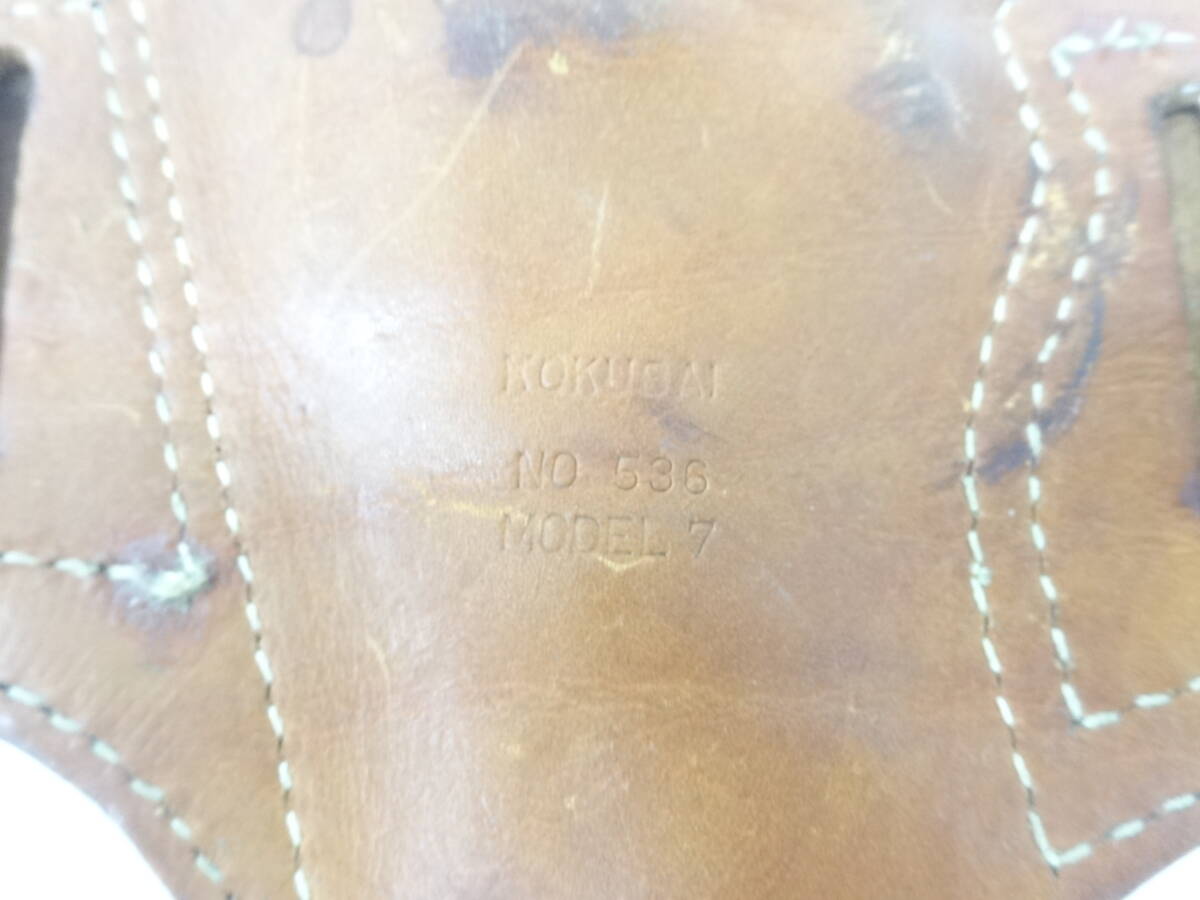 KOKUSAI
NO 536
MODEL 7